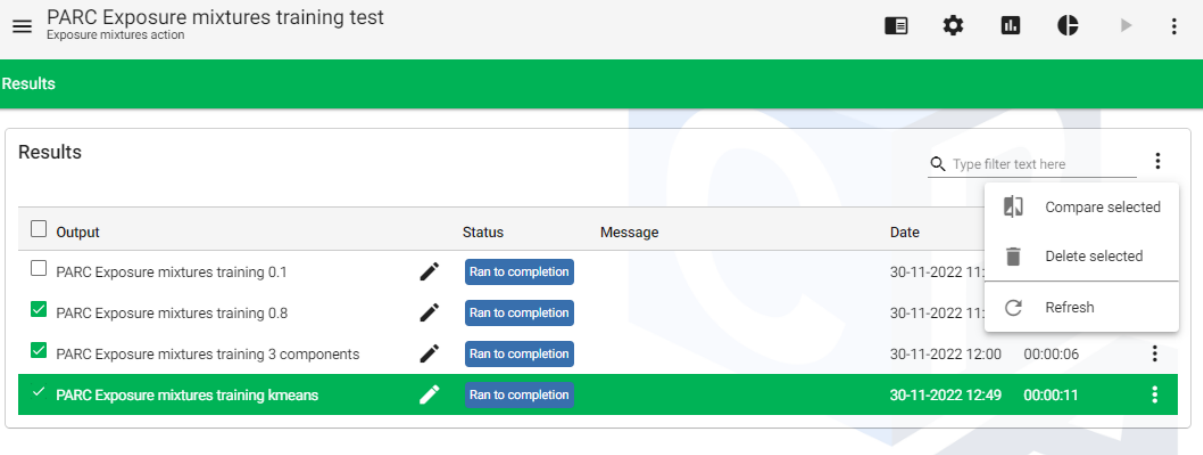 PARC Exposure mixtures training test
Exposure mixtures action
Results
Results
Type filter text here
Compare selected
Delete selected
Refresh
Output Status Message Date
PARC Exposure mixtures training 0.1 Ran to completion 30-11-2022 11:
PARC Exposure mixtures training 0.8 Ran to completion 30-11-2022 11:
PARC Exposure mixtures training 3 components Ran to completion 30-11-2022 12:00 00:00:06
PARC Exposure mixtures training kmeans Ran to completion 30-11-2022 12:49 00:00:11